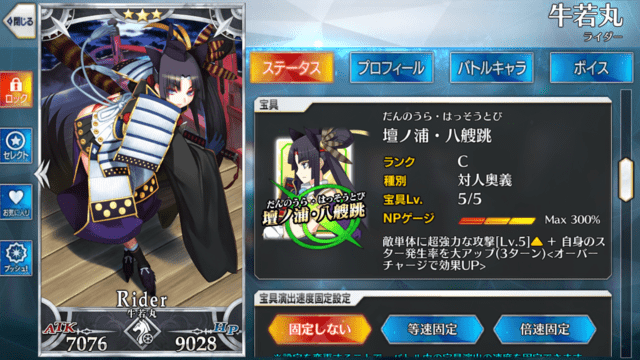 閉じる
牛若丸
ライダー
ロック
セレクト
お気に入り
プッシュ!
ステータス
プロフィール
バトルキャラ
ボイス
宝具
だんのうら・はっそうとび
壇ノ浦・八艘跳
ランク C
種別 対人奥義
宝具Lv. 5/5
NPゲージ Max 300%
だんのうら・はっそうとび
壇ノ浦・八艘跳
敵単体に超強力な攻撃[Lv.5]▲ + 自身のス
ター発生率を大アップ(3ターン)<オーバー
チャージで効果UP>
Rider
牛若丸
ATK 7076
9028 HP
宝具演出速度固定設定
固定しない
等速固定
倍速固定